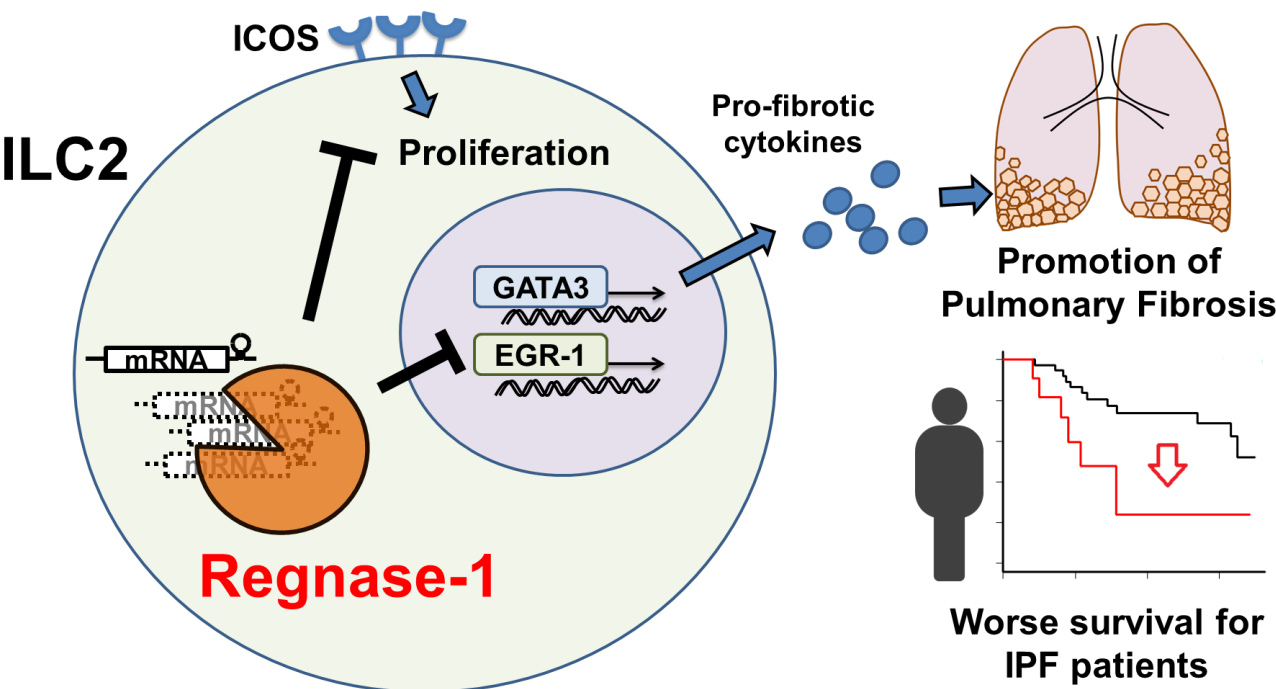 ICOS
ILC2
Proliferation
Pro-fibrotic
cytokines
GATA3
EGR-1
Promotion of
Pulmonary Fibrosis
mRNA
mRNA
mRNA
mRNA
Regnase-1
Worse survival for
IPF patients